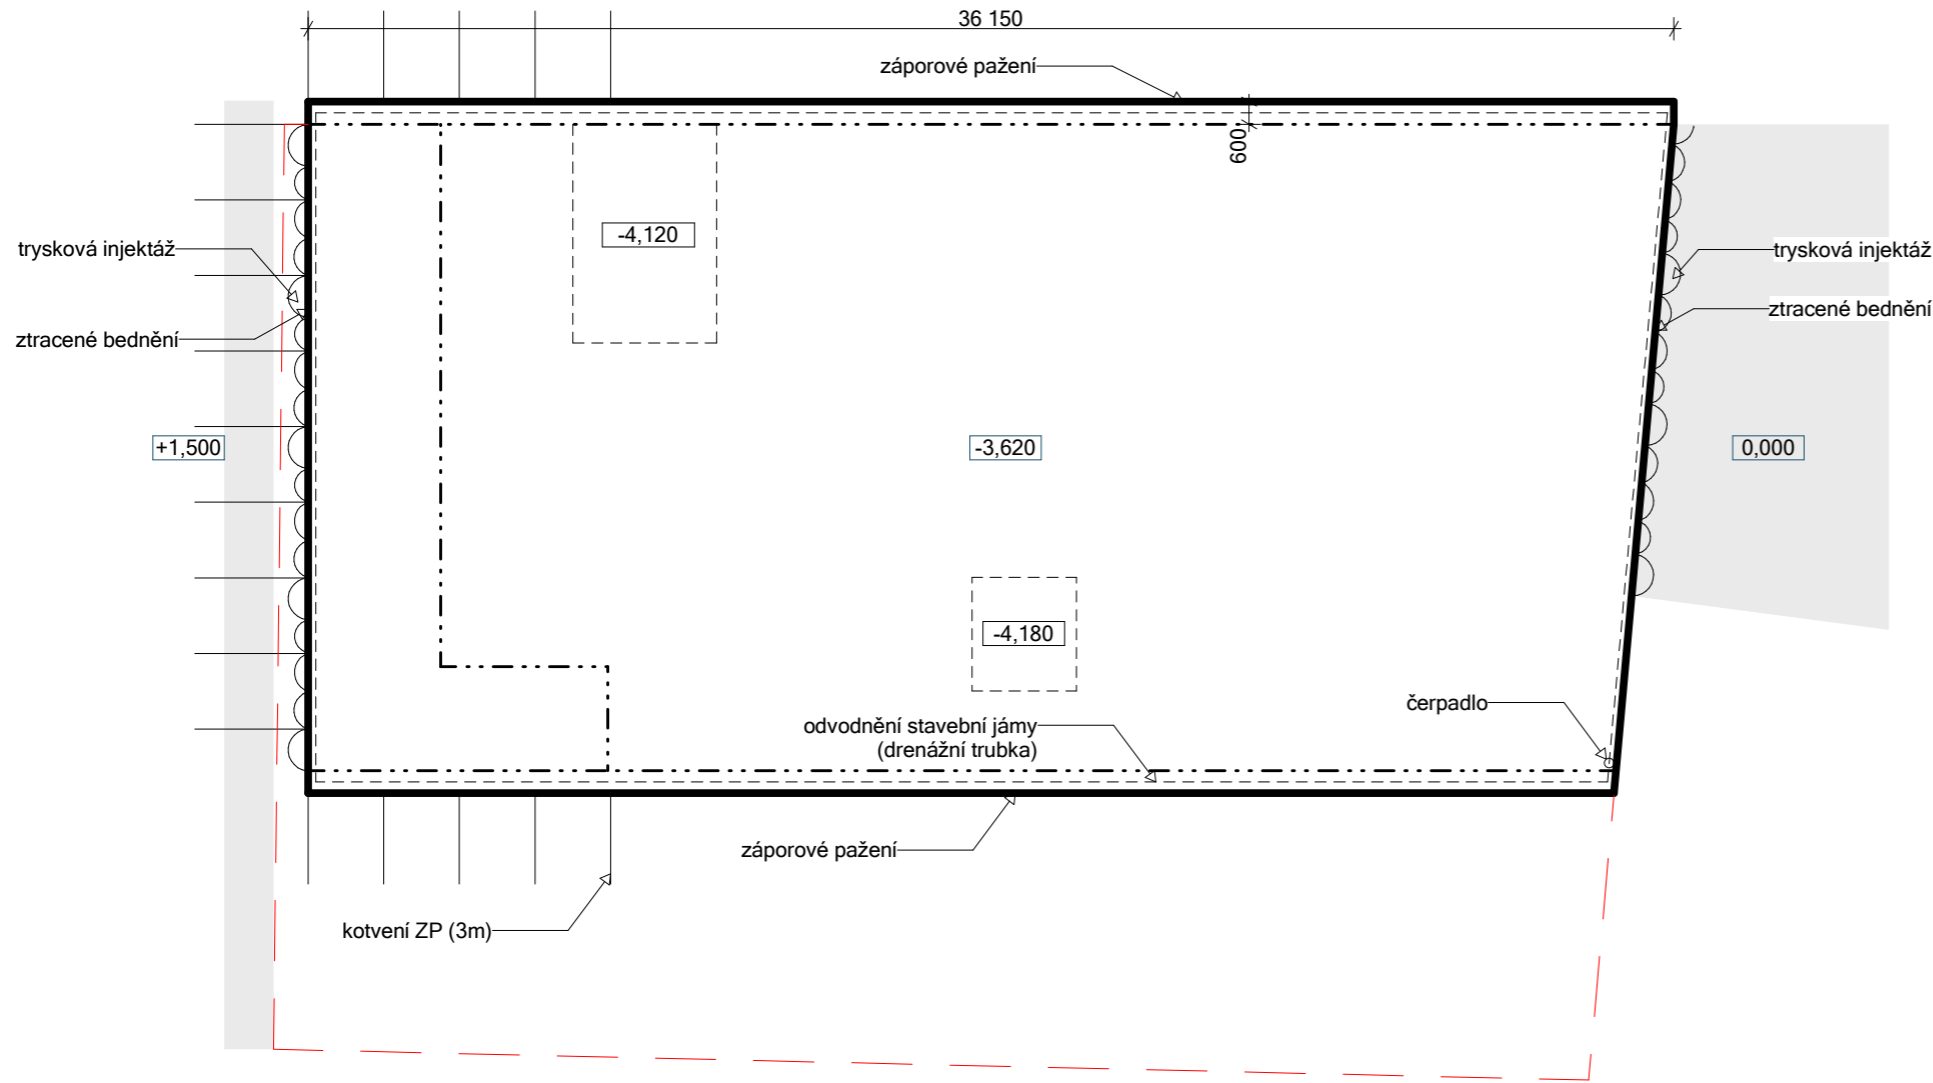 36 150
záporové pažení
600
-4,120
trysková injektáž
ztracené bednění
trysková injektáž
ztracené bednění
+1,500
-3,620
0,000
-4,180
čerpadlo
odvodnění stavební jámy
(drenážní trubka)
záporové pažení
kotvení ZP (3m)